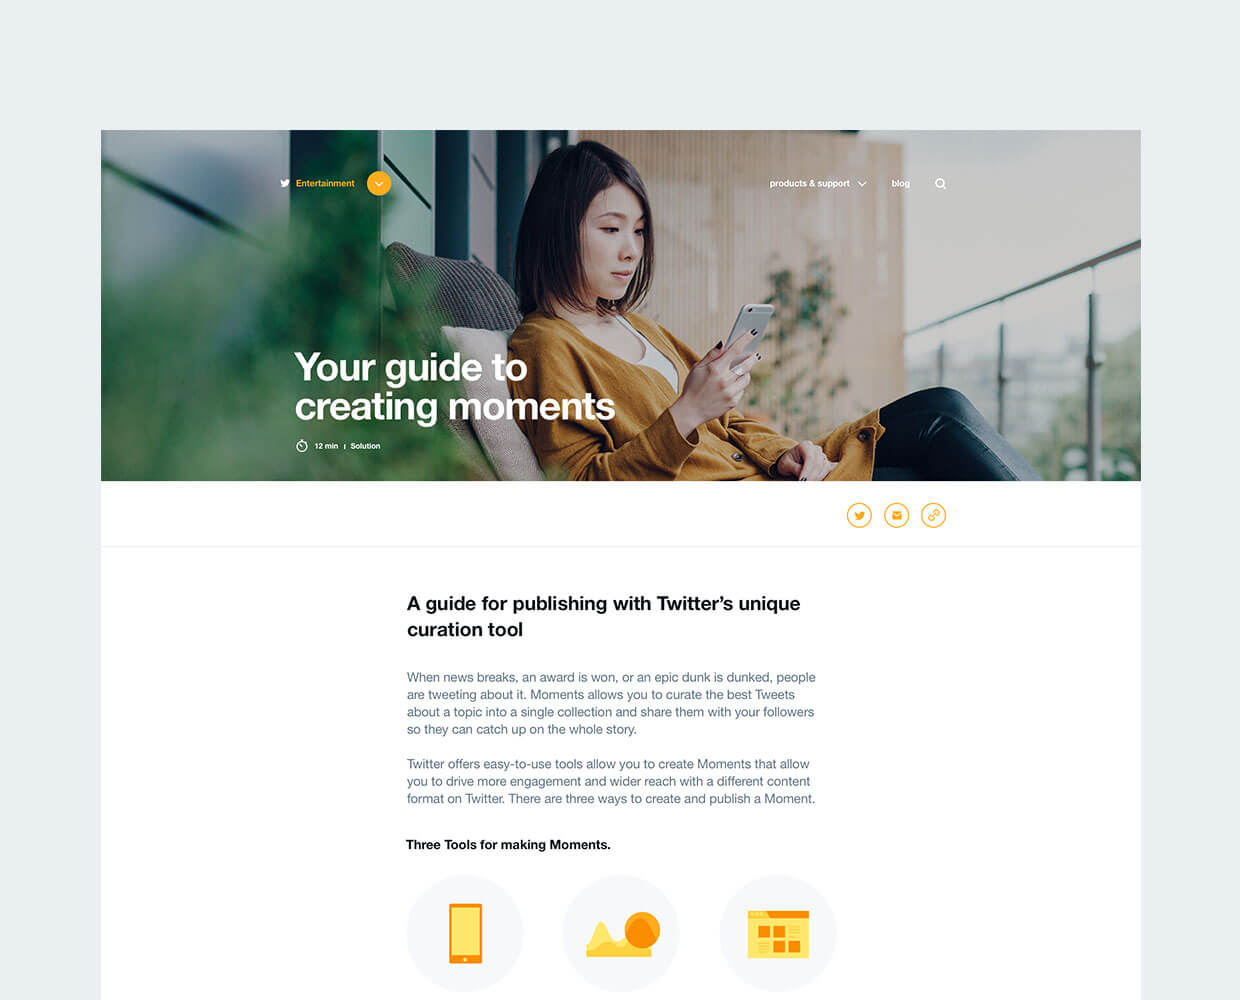 Entertainment
products & support
blog
Your guide to
creating moments
12 min | Solution
A guide for publishing with Twitter’s unique
curation tool
When news breaks, an award is won, or an epic dunk is dunked, people
are tweeting about it. Moments allows you to curate the best Tweets
about a topic into a single collection and share them with your followers
so they can catch up on the whole story.
Twitter offers easy-to-use tools allow you to create Moments that allow
you to drive more engagement and wider reach with a different content
format on Twitter. There are three ways to create and publish a Moment.
Three Tools for making Moments.